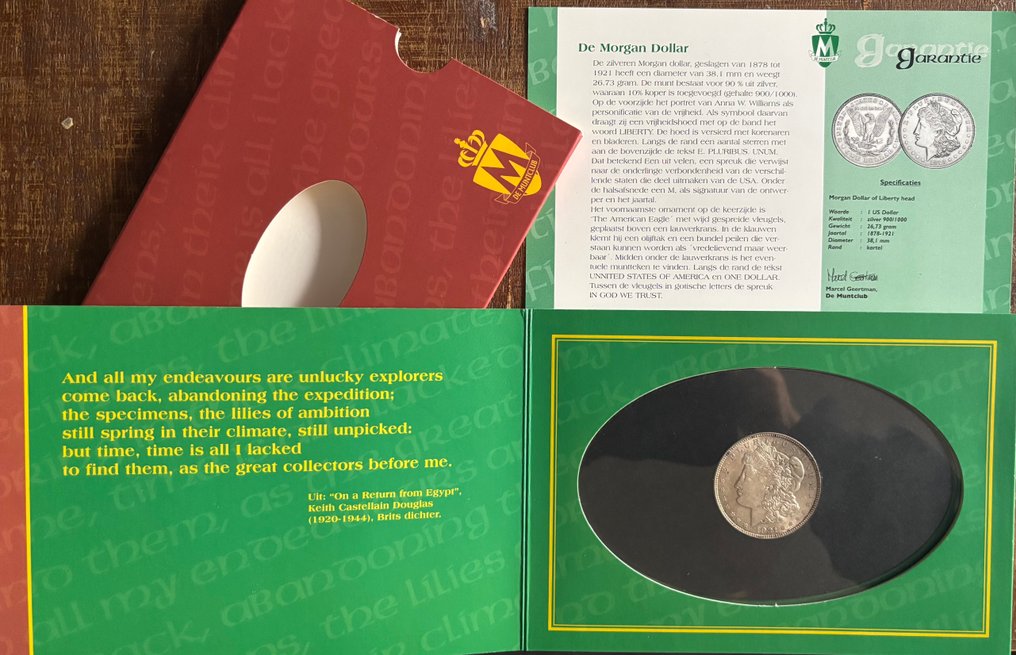 M
DE MUNTCLUB
De Morgan Dollar
De zilveren Morgan dollar, geslagen van 1878 tot
1921 heeft een diameter van 38,1 mm en weegt
26.73 gram. De munt bestaat voor 90 % uit zilver,
waaraan 10% koper is toegevoegd (gehalte 900/1000).
Op de voorzijde het portret van Anna W. Williams als
personificatie van de vrijheid. Als symbool daarvan
draagt zij een vrijheidshoed met op de band het
woord LIBERTY. De hoed is versierd met korenaren
en bladeren. Langs de rand een aantal sterren met
aan de bovenzijde de tekst E. PLURIBUS. UNUM.
Dat betekend Een uit velen, een spreuk die verwijst
naar de onderlinge verbondenheid van de verschil-
lende staten die deel uitmaken van de USA. Onder
de halsafsnede een M, als signatuur van de ontwer-
per en het jaartal.
Het voornaamste ornament op de keerzijde is
'The American Eagle' met wijd gespreide vleugels,
geplaatst boven een lauwerkrans. In de klauwen
klemt hij een olijftak en een bundel peilen die ver-
staan kunnen worden als 'vredelievend maar weer-
baar'. Midden onder de lauwerkrans is het even-
tuele muntteken te vinden. Langs de rand de tekst
UNNITED STATES OF AMERICA en ONE DOLLAR.
Tussen de vleugels in gotische letters de spreuk
IN GOD WE TRUST.
M
DE MUNTCLUB
Garantie
Garantie
Specificaties
Morgan Dollar of Liberty head
Waarde : 1 US Dollar
Kwaliteit : zilver 900/1000
Gewicht : 26,73 gram
Jaartal : 1878-1921
Diameter : 38,1 mm
Rand : kartel
Marcel Geertman,
De Muntclub
And all my endeavours are unlucky explorers
come back, abandoning the expedition;
the specimens, the lilies of ambition
still spring in their climate, still unpicked:
but time, time is all I lacked
to find them, as the great collectors before me.
Uit: "On a Return from Egypt",
Keith Castellain Douglas
(1920-1944), Brits dichter.